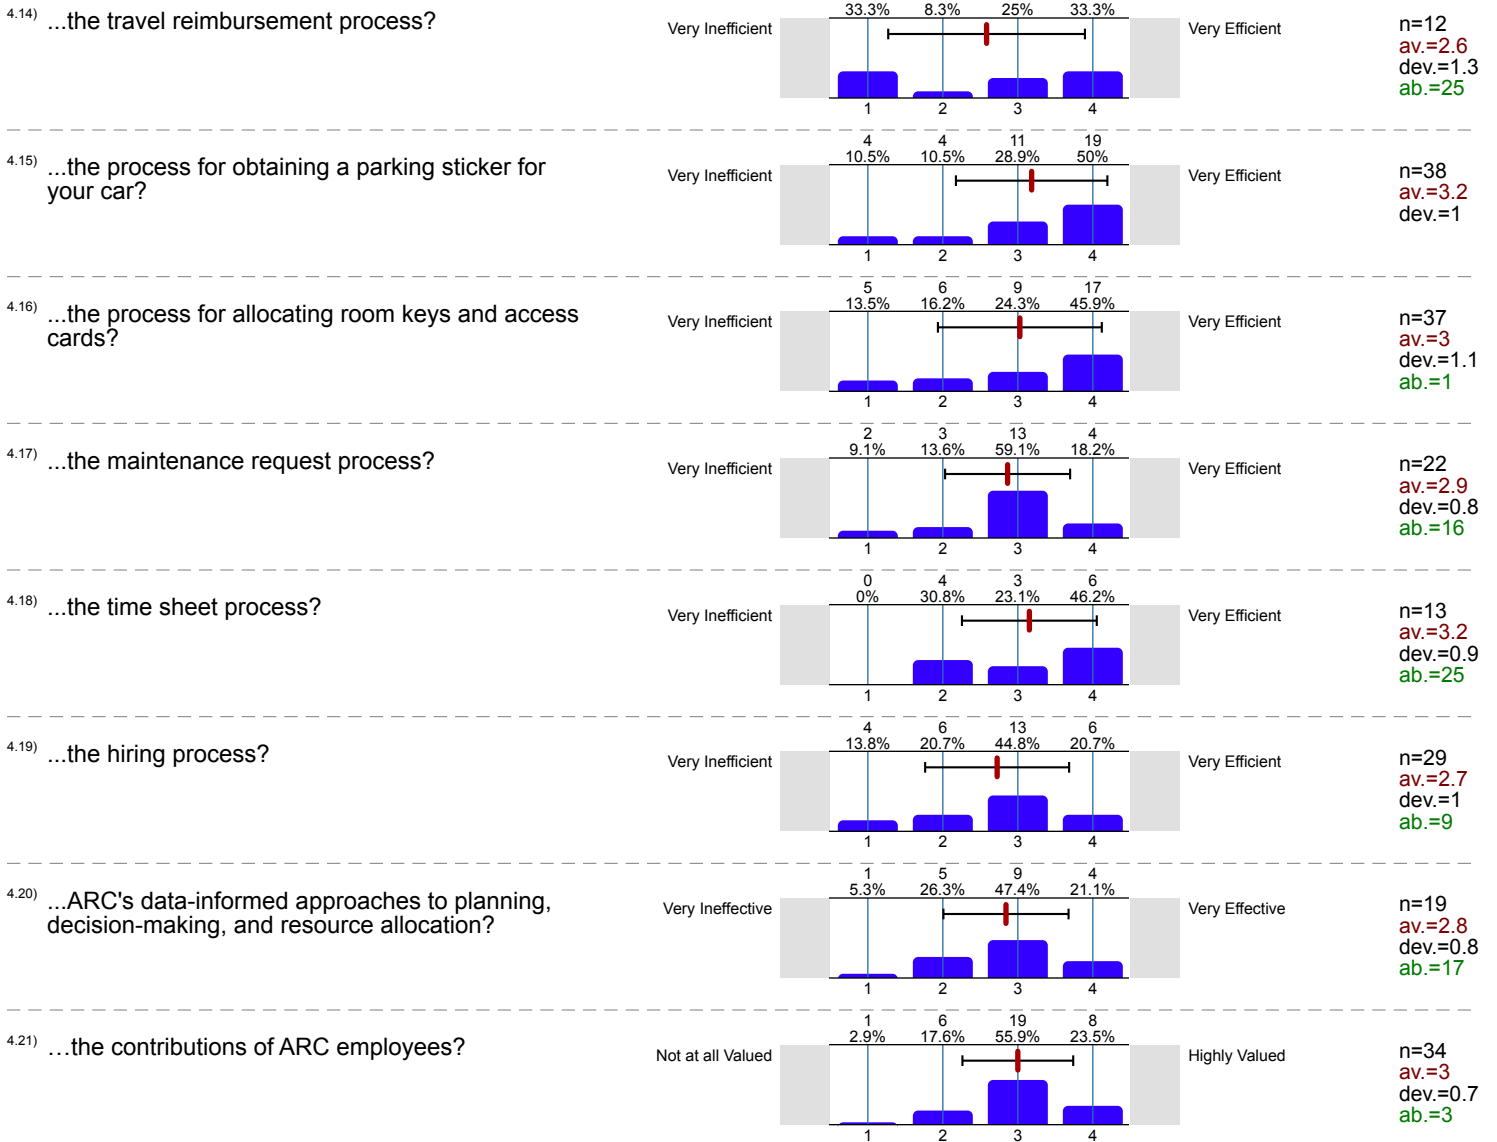 33.3% 8.3% 25% 33.3%
4.14) ...the travel reimbursement process? Very Inefficient Very Efficient n=12
av.=2.6
dev.=1.3
ab.=25
1 2 3 4
4 4 11 19
10.5% 10.5% 28.9% 50%
4.15) ...the process for obtaining a parking sticker for Very Inefficient Very Efficient n=38
your car? av.=3.2
dev.=1
1 2 3 4
5 6 9 17
13.5% 16.2% 24.3% 45.9%
4.16) ...the process for allocating room keys and access Very Inefficient Very Efficient n=37
cards? av.=3
dev.=1.1
ab.=1
1 2 3 4
2 3 13 4
9.1% 13.6% 59.1% 18.2%
4.17) ...the maintenance request process? Very Inefficient Very Efficient n=22
av.=2.9
dev.=0.8
ab.=16
1 2 3 4
0 4 3 6
0% 30.8% 23.1% 46.2%
4.18) ...the time sheet process? Very Inefficient Very Efficient n=13
av.=3.2
dev.=0.9
ab.=25
1 2 3 4
4 6 13 6
13.8% 20.7% 44.8% 20.7%
4.19) ...the hiring process? Very Inefficient Very Efficient n=29
av.=2.7
dev.=1
ab.=9
1 2 3 4
1 5 9 4
5.3% 26.3% 47.4% 21.1%
4.20) ...ARC's data-informed approaches to planning, Very Ineffective Very Effective n=19
decision-making, and resource allocation? av.=2.8
dev.=0.8
ab.=17
1 2 3 4
1 6 19 8
2.9% 17.6% 55.9% 23.5%
4.21) …the contributions of ARC employees? Not at all Valued Highly Valued n=34
av.=3
dev.=0.7
ab.=3
1 2 3 4